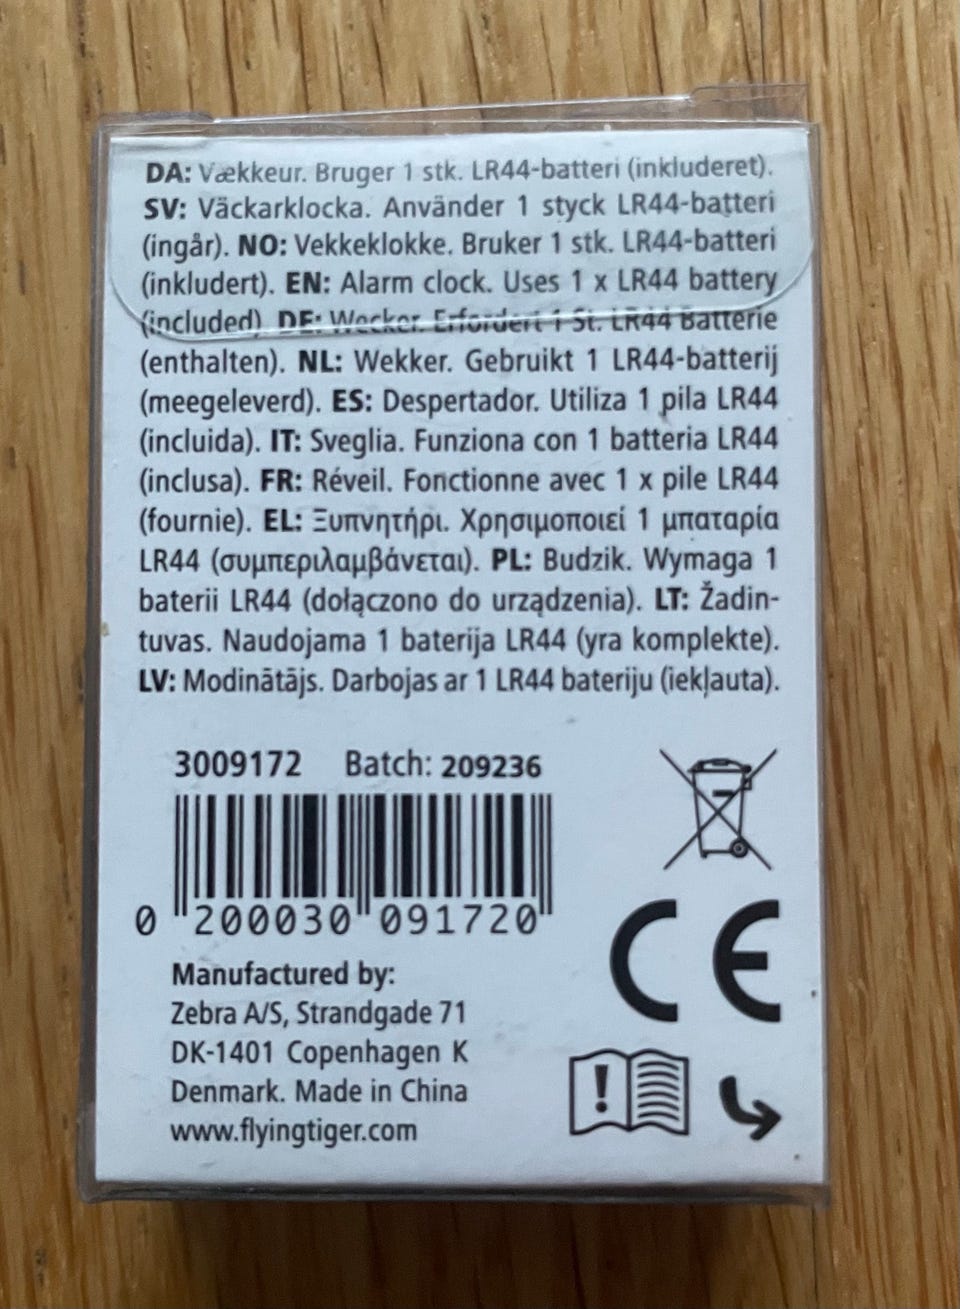 DA: Vækkeur. Bruger 1 stk. LR44-batteri (inkluderet).
SV: Väckarklocka. Använder 1 styck LR44-batteri
(ingår). NO: Vekkeklokke. Bruker 1 stk. LR44-batteri
(inkludert). EN: Alarm clock. Uses 1 x LR44 battery
(included). DE: Wecker. Erfordert 1 St. LR44 Batterie
(enthalten). NL: Wekker. Gebruikt 1 LR44-batterij
(meegeleverd). ES: Despertador. Utiliza 1 pila LR44
(incluida). IT: Sveglia. Funziona con 1 batteria LR44
(inclusa). FR: Réveil. Fonctionne avec 1 x pile LR44
(fournie). EL: Ξυπνητήρι. Χρησιμοποιεί 1 μπαταρία
LR44 (συμπεριλαμβάνεται). PL: Budzik. Wymaga 1
baterii LR44 (dołączono do urządzenia). LT: Žadin-
tuvas. Naudojama 1 baterija LR44 (yra komplekte).
LV: Modinātājs. Darbojas ar 1 LR44 bateriju (iekļauta).
3009172 Batch: 209236
0 200030 091720
Manufactured by:
Zebra A/S, Strandgade 71
DK-1401 Copenhagen K
Denmark. Made in China
www.flyingtiger.com
CE
!